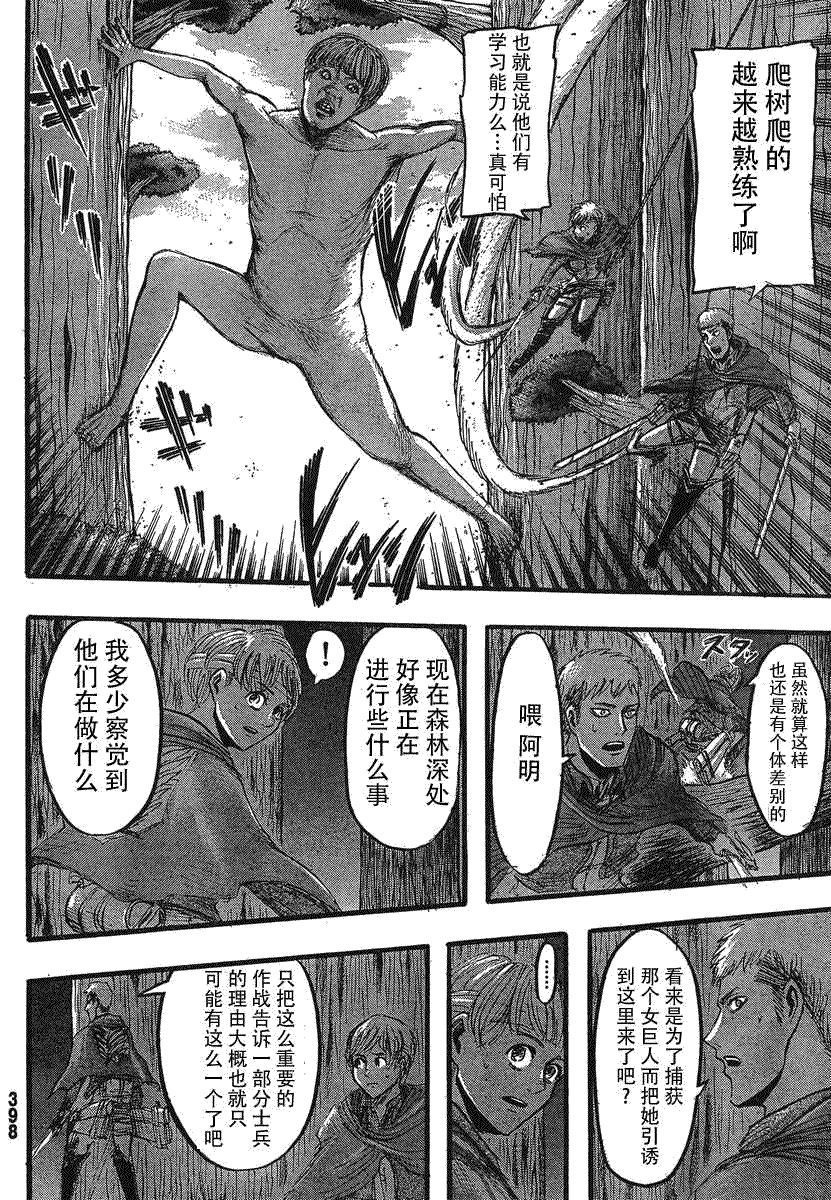 爬树爬的
越来越熟练了啊
也就是说他们有
学习能力么…真可怕
虽然就算这样
也还是有个体差别的
スタッ
喂 阿明
现在森林深处
好像正在
进行些什么事
！
我多少察觉到
他们在做什么
看来是为了捕获
那个女巨人而把她引诱
到这里来了吧?
……
只把这么重要的
作战告诉一部分士兵
的理由大概也就只
可能有这么一个了吧
398